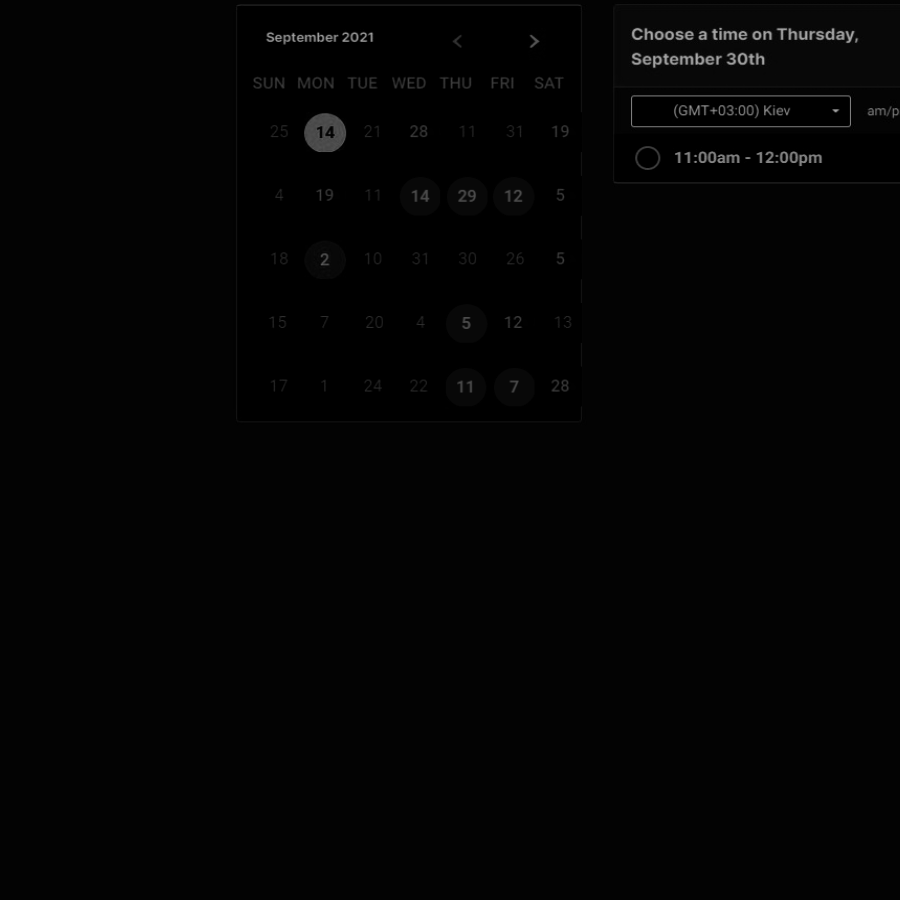 September 2021
SUN MON TUE WED THU FRI SAT
25 14 21 28 11 31 19
4 19 11 14 29 12 5
18 2 10 31 30 26 5
15 7 20 4 5 12 13
17 1 24 22 11 7 28
Choose a time on Thursday,
September 30th
(GMT+03:00) Kiev
am/p
11:00am - 12:00pm